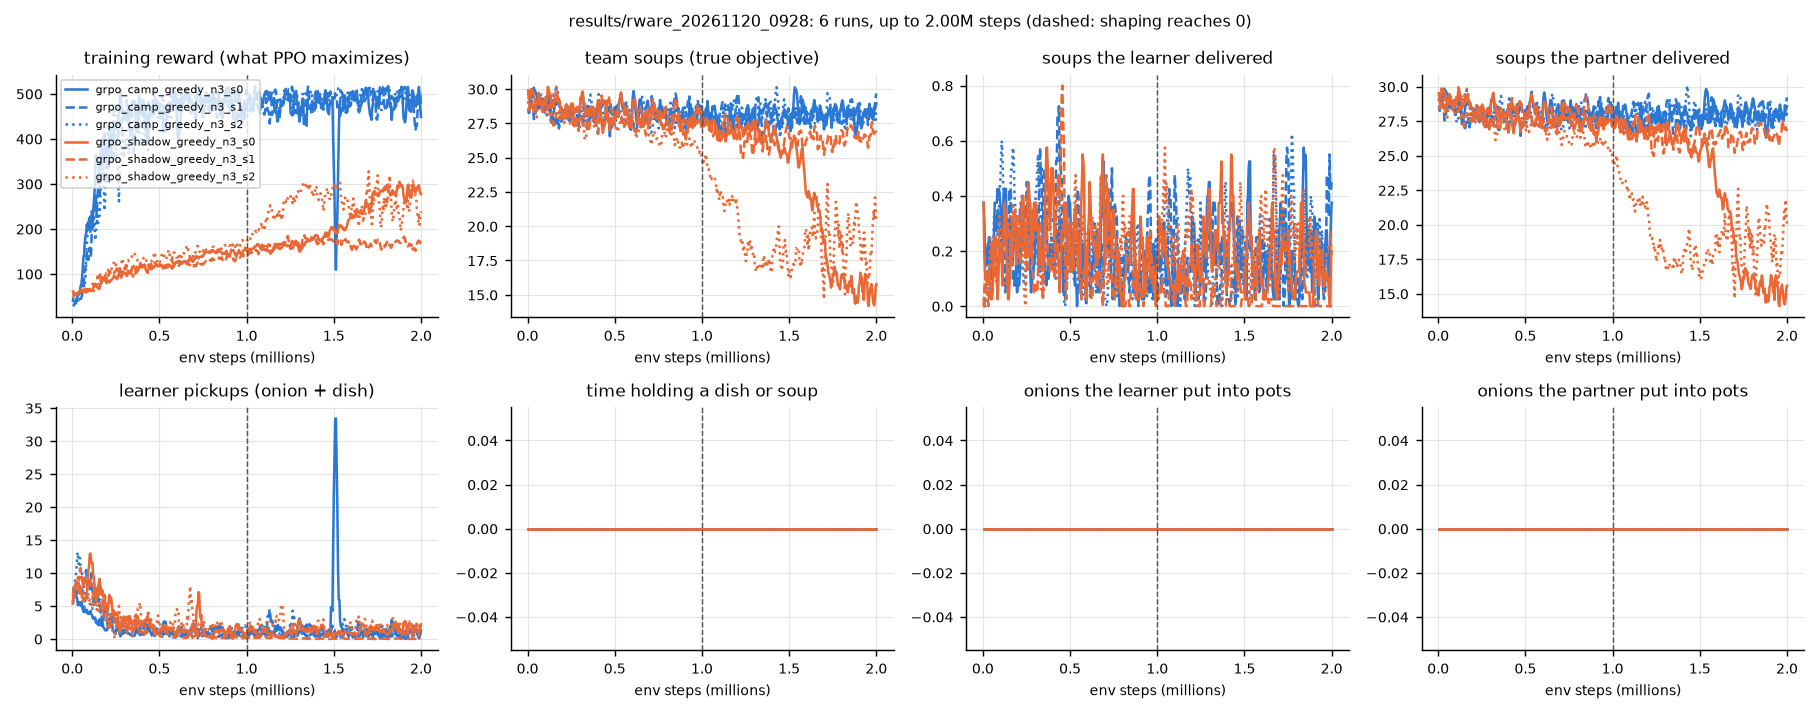 results/rware_20261120_0928: 6 runs, up to 2.00M steps (dashed: shaping reaches 0)
training reward (what PPO maximizes)
500
400
300
200
100
grpo_camp_greedy_n3_s0
grpo_camp_greedy_n3_s1
grpo_camp_greedy_n3_s2
grpo_shadow_greedy_n3_s0
grpo_shadow_greedy_n3_s1
grpo_shadow_greedy_n3_s2
0.0 0.5 1.0 1.5 2.0
env steps (millions)
team soups (true objective)
30.0
27.5
25.0
22.5
20.0
17.5
15.0
0.0 0.5 1.0 1.5 2.0
env steps (millions)
soups the learner delivered
0.8
0.6
0.4
0.2
0.0
0.0 0.5 1.0 1.5 2.0
env steps (millions)
soups the partner delivered
30.0
27.5
25.0
22.5
20.0
17.5
15.0
0.0 0.5 1.0 1.5 2.0
env steps (millions)
learner pickups (onion + dish)
35
30
25
20
15
10
5
0
0.0 0.5 1.0 1.5 2.0
env steps (millions)
time holding a dish or soup
0.04
0.02
0.00
−0.02
−0.04
0.0 0.5 1.0 1.5 2.0
env steps (millions)
onions the learner put into pots
0.04
0.02
0.00
−0.02
−0.04
0.0 0.5 1.0 1.5 2.0
env steps (millions)
onions the partner put into pots
0.04
0.02
0.00
−0.02
−0.04
0.0 0.5 1.0 1.5 2.0
env steps (millions)